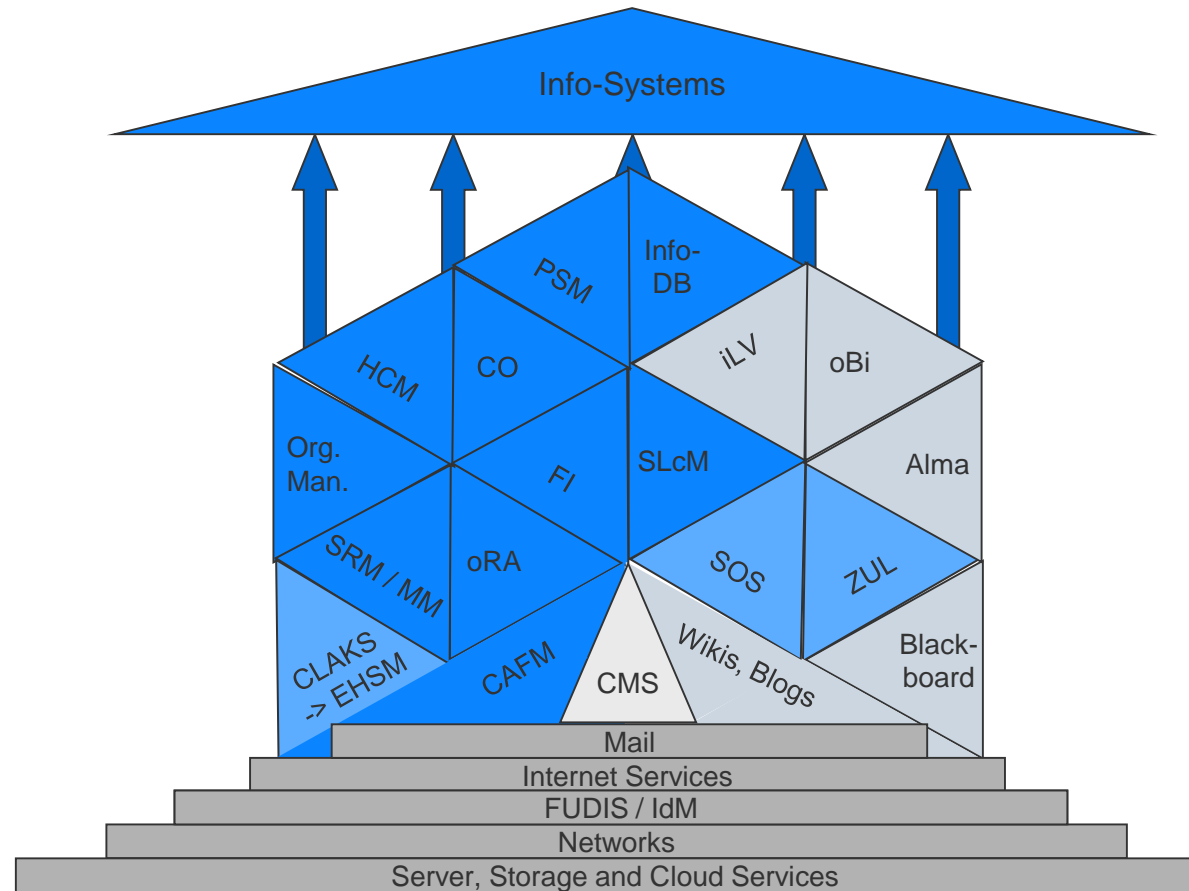 Info-Systems
PSM
Info-
DB
HCM
CO
iLV
oBi
Org.
Man.
FI
SLcM
Alma
SRM / MM
oRA
SOS
ZUL
CLAKS
-> EHSM
CAFM
CMS
Wikis, Blogs
Black-
board
Mail
Internet Services
FUDIS / IdM
Networks
Server, Storage and Cloud Services